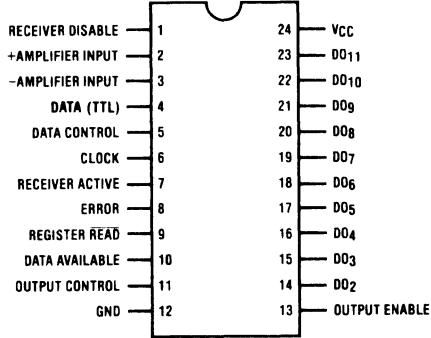 RECEIVER DISABLE 1 24 VCC
+AMPLIFIER INPUT 2 23 DO11
−AMPLIFIER INPUT 3 22 DO10
DATA (TTL) 4 21 DO9
DATA CONTROL 5 20 DO8
CLOCK 6 19 DO7
RECEIVER ACTIVE 7 18 DO6
ERROR 8 17 DO5
REGISTER READ 9 16 DO4
DATA AVAILABLE 10 15 DO3
OUTPUT CONTROL 11 14 DO2
GND 12 13 OUTPUT ENABLE